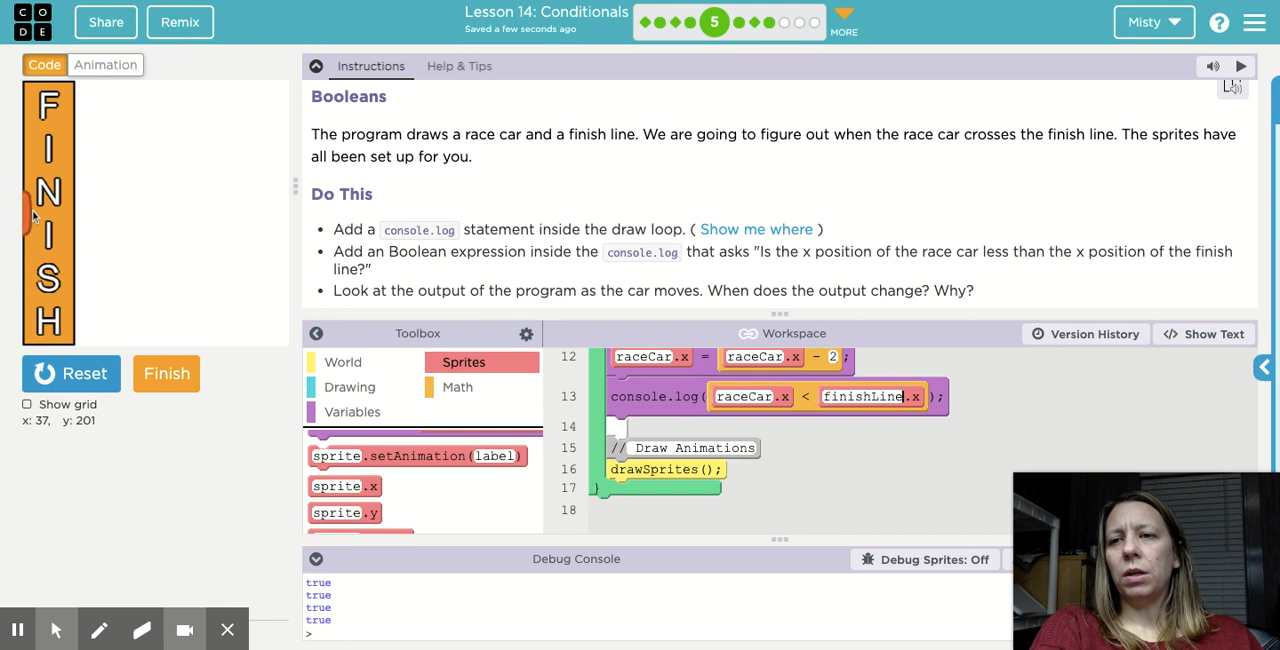 CO
DE
Share
Remix
Lesson 14: Conditionals
Saved a few seconds ago
5
MORE
Misty
?
Code
Animation
Instructions
Help & Tips
Booleans
The program draws a race car and a finish line. We are going to figure out when the race car crosses the finish line. The sprites have
all been set up for you.
Do This
• Add a console.log statement inside the draw loop. ( Show me where )
• Add an Boolean expression inside the console.log that asks "Is the x position of the race car less than the x position of the finish
line?"
• Look at the output of the program as the car moves. When does the output change? Why?
F
I
N
I
S
H
Reset
Finish
Show grid
x: 37, y: 201
Toolbox
World
Sprites
Drawing
Math
Variables
sprite.setAnimation(label)
sprite.x
sprite.y
Workspace
Version History
</> Show Text
12 raceCar.x = raceCar.x - 2;
13 console.log(raceCar.x < finishLine.x);
14
15 // Draw Animations
16 drawSprites();
17 }
18
Debug Console
Debug Sprites: Off
true
true
true
true
>